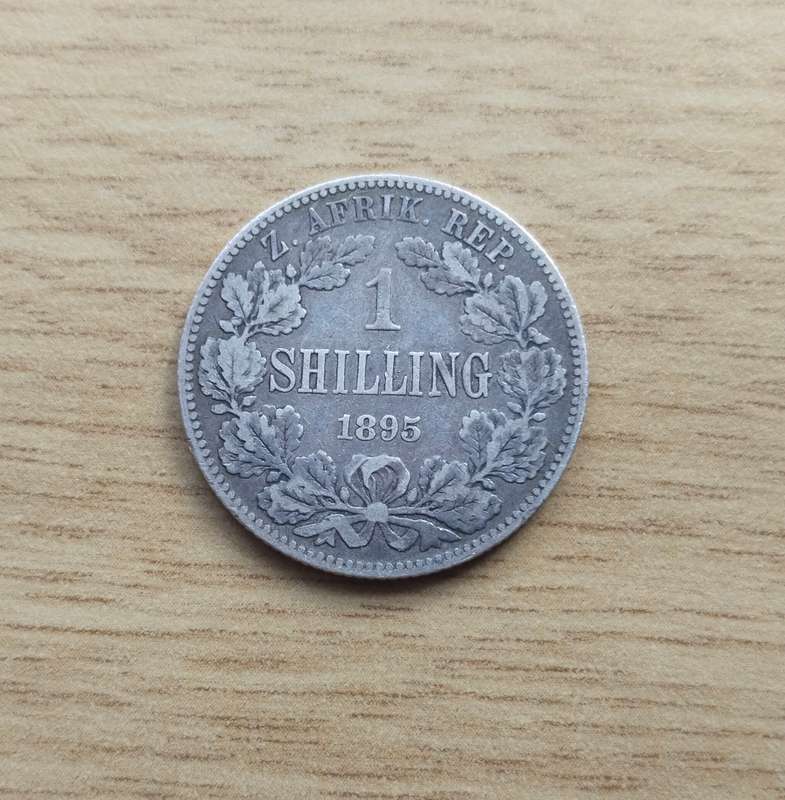 Z. AFRIK. REP.
1
SHILLING
1895